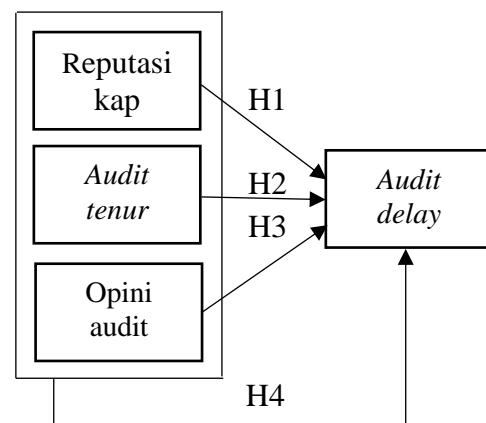 Reputasi
kap
H1
Audit
tenur
H2
H3
Audit
delay
Opini
audit
H4